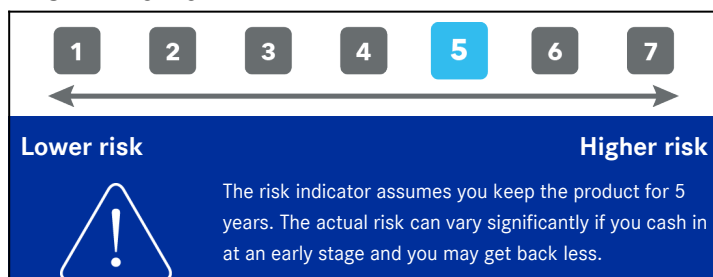 1 2 3 4 5 6 7
Lower risk Higher risk
The risk indicator assumes you keep the product for 5
years. The actual risk can vary significantly if you cash in
at an early stage and you may get back less.